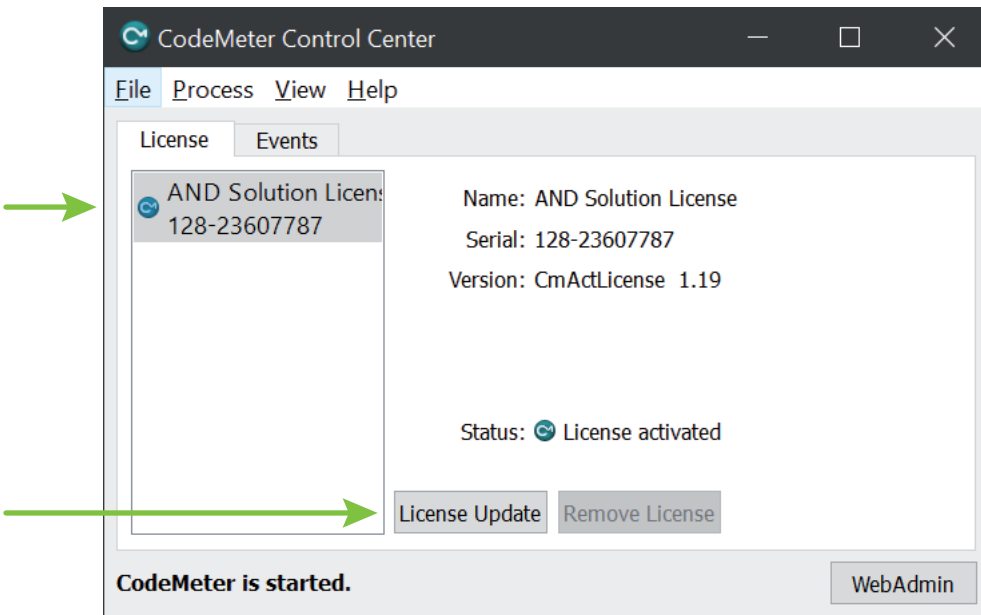 CodeMeter Control Center
File Process View Help
License Events
AND Solution Licens
128-23607787
Name: AND Solution License
Serial: 128-23607787
Version: CmActLicense 1.19
Status: License activated
License Update Remove License
CodeMeter is started.
WebAdmin